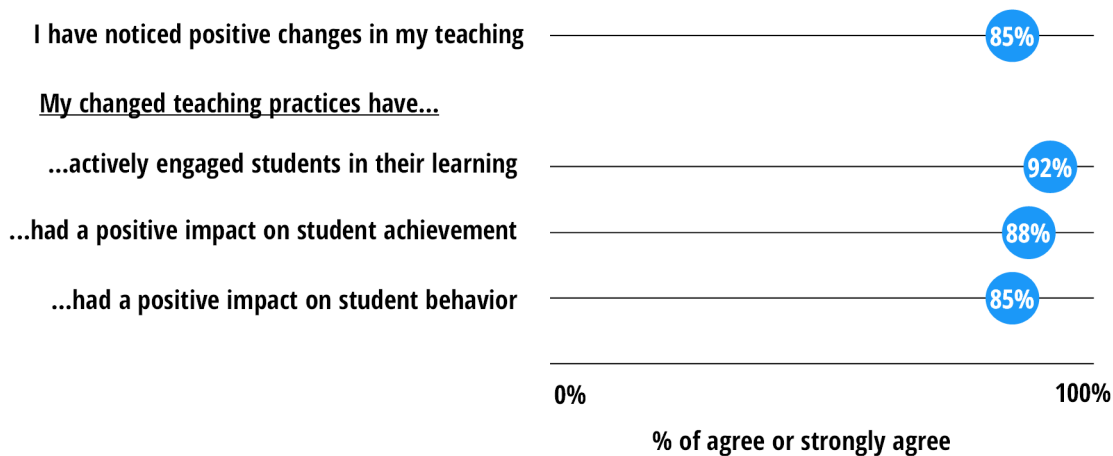 I have noticed positive changes in my teaching 85%
My changed teaching practices have...
...actively engaged students in their learning 92%
...had a positive impact on student achievement 88%
...had a positive impact on student behavior 85%
0% 100%
% of agree or strongly agree